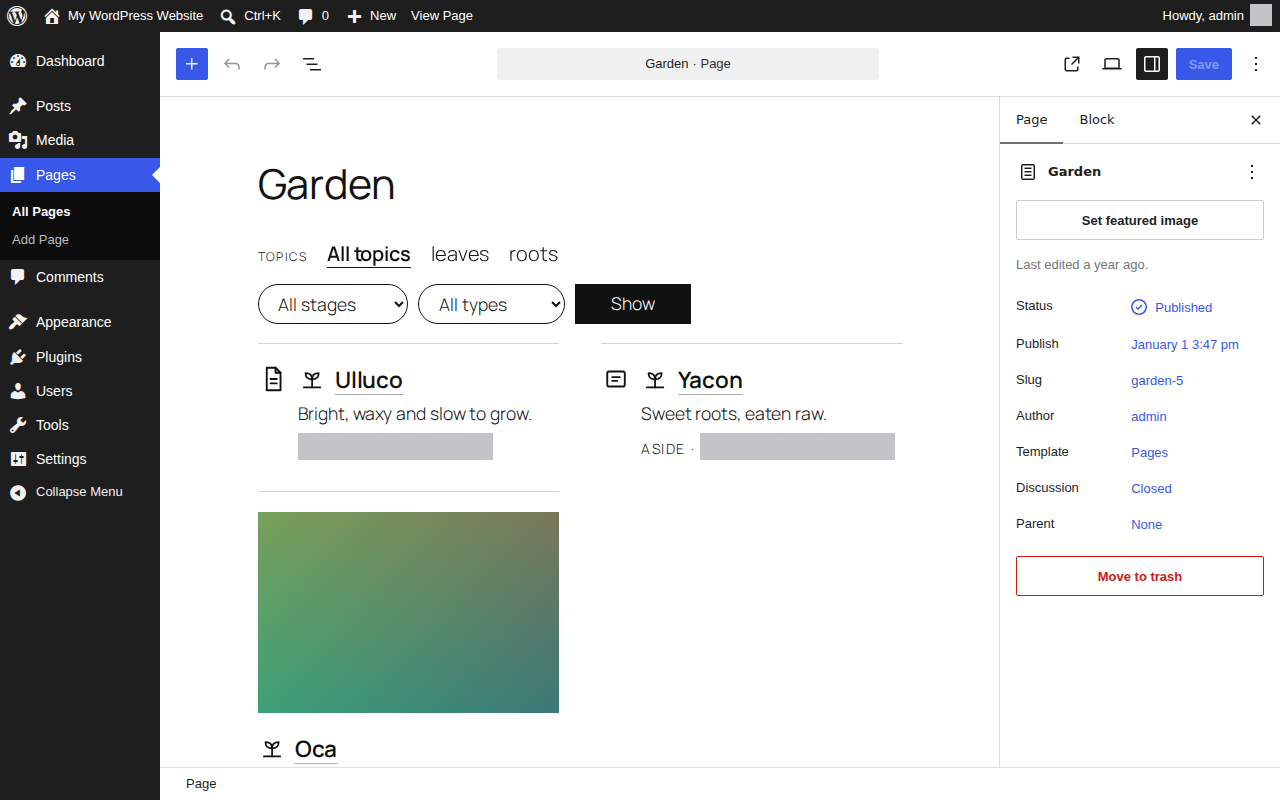 My WordPress Website Ctrl+K 0 New View Page Howdy, admin
Dashboard
Posts
Media
Pages
All Pages
Add Page
Comments
Appearance
Plugins
Users
Tools
Settings
Collapse Menu
Garden · Page
Save
Garden
TOPICS All topics leaves roots
All stages All types Show
Ulluco
Bright, waxy and slow to grow.
Yacon
Sweet roots, eaten raw.
ASIDE ·
Oca
Page Block
Garden
Set featured image
Last edited a year ago.
Status Published
Publish January 1 3:47 pm
Slug garden-5
Author admin
Template Pages
Discussion Closed
Parent None
Move to trash
Page